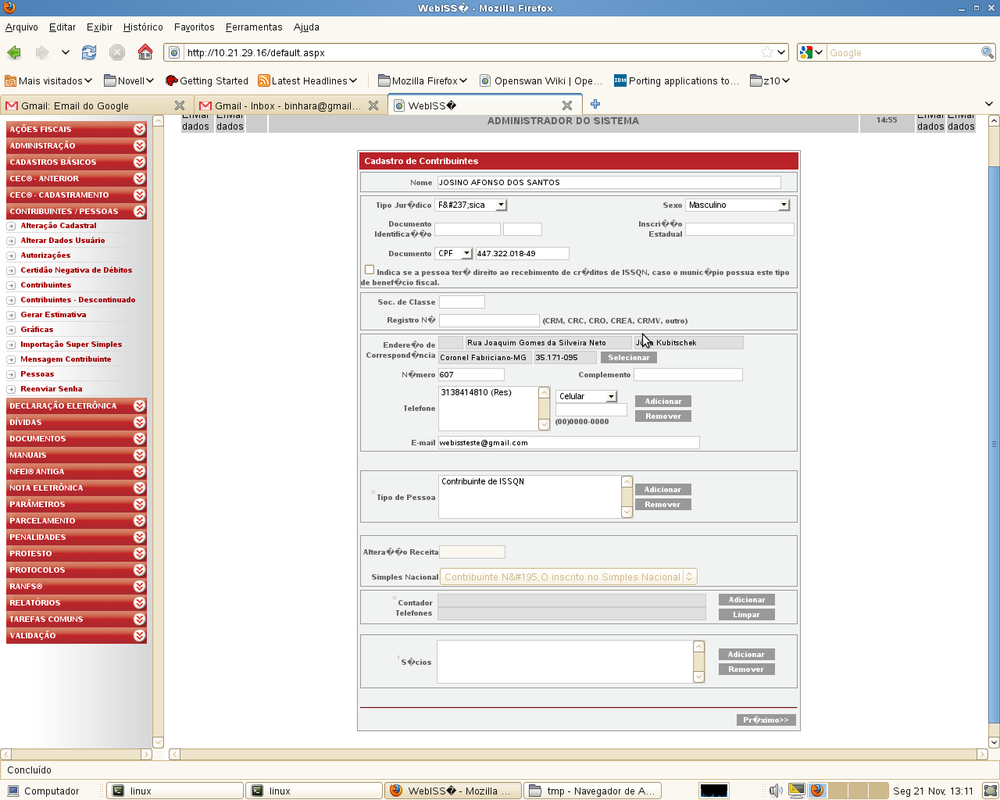 WebISS� - Mozilla Firefox
Arquivo Editar Exibir Histórico Favoritos Ferramentas Ajuda
http://10.21.29.16/default.aspx
Google
Mais visitados Novell Getting Started Latest Headlines Mozilla Firefox Openswan Wiki | Ope... IBM Porting applications to... z10
Gmail: Email do Google
Gmail - Inbox - binhara@gmail...
WebISS�
AÇÕES FISCAIS
ADMINISTRAÇÃO
CADASTROS BÁSICOS
CEC® - ANTERIOR
CEC® - CADASTRAMENTO
CONTRIBUINTES / PESSOAS
Alteração Cadastral
Alterar Dados Usuário
Autorizações
Certidão Negativa de Débitos
Contribuintes
Contribuintes - Descontinuado
Gerar Estimativa
Gráficas
Importação Super Simples
Mensagem Contribuinte
Pessoas
Reenviar Senha
DECLARAÇÃO ELETRÔNICA
DÍVIDAS
DOCUMENTOS
MANUAIS
NFEI® ANTIGA
NOTA ELETRÔNICA
PARÂMETROS
PARCELAMENTO
PENALIDADES
PROTESTO
PROTOCOLOS
RANFS®
RELATÓRIOS
TAREFAS COMUNS
VALIDAÇÃO
Enviar dados
Enviar dados
ADMINISTRADOR DO SISTEMA
14:55
Enviar dados
Enviar dados
Cadastro de Contribuintes
Nome JOSINO AFONSO DOS SANTOS
Tipo Jur�dico F&#237;sica Sexo Masculino
Documento Identifica��o
Inscri��o Estadual
Documento CPF 447.322.018-49
Indica se a pessoa ter� direito ao recebimento de cr�ditos de ISSQN, caso o munic�pio possua este tipo
de benef�cio fiscal.
Soc. de Classe
Registro N� (CRM, CRC, CRO, CREA, CRMV, outro)
Endere�o de Correspond�ncia
Rua Joaquim Gomes da Silveira Neto Kubitschek
Coronel Fabriciano-MG 35.171-095 Selecionar
N�mero 607 Complemento
Telefone 3138414810 (Res) Celular Adicionar
Remover
(00)0000-0000
E-mail webissteste@gmail.com
Tipo de Pessoa Contribuinte de ISSQN Adicionar
Remover
Altera��o Receita
Simples Nacional Contribuinte N&#195;O inscrito no Simples Nacional
Contador Adicionar
Telefones Limpar
S�cios Adicionar
Remover
Pr�ximo>>
Concluído
Computador linux linux WebISS� - Mozilla ... tmp - Navegador de A... Seg 21 Nov, 13:11